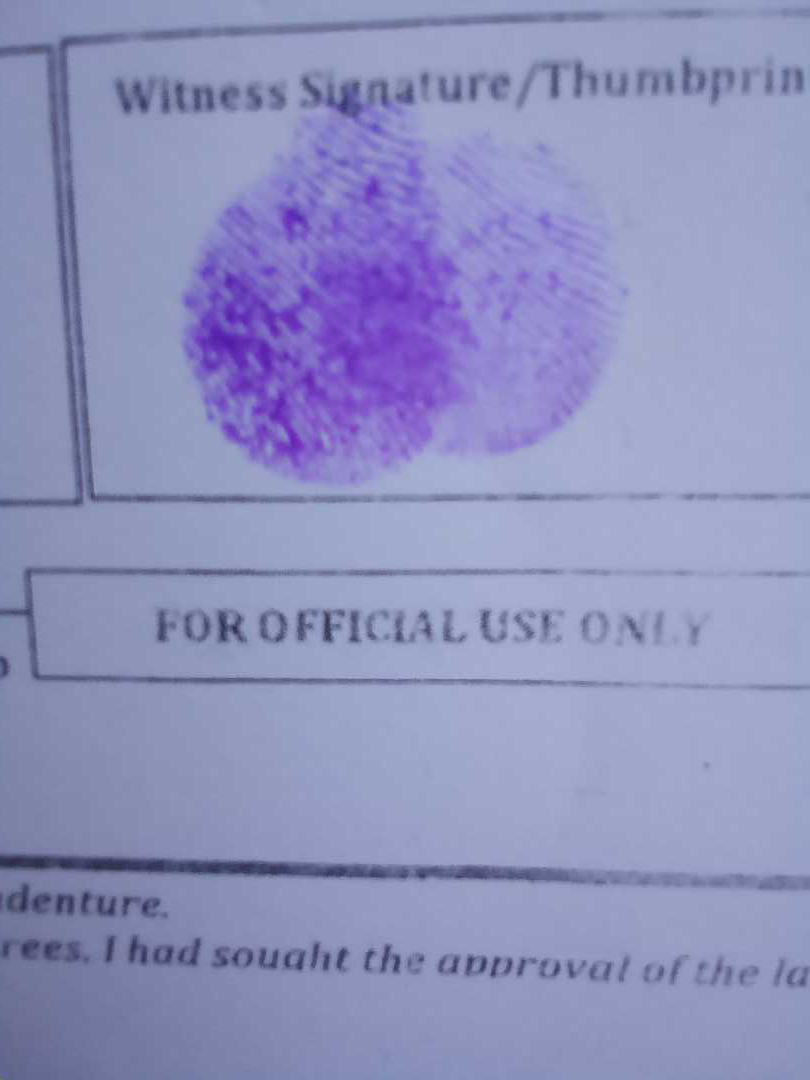 Witness Signature/Thumbprin
FOR OFFICIAL USE ONLY
denture.
rees, I had sought the approval of the la